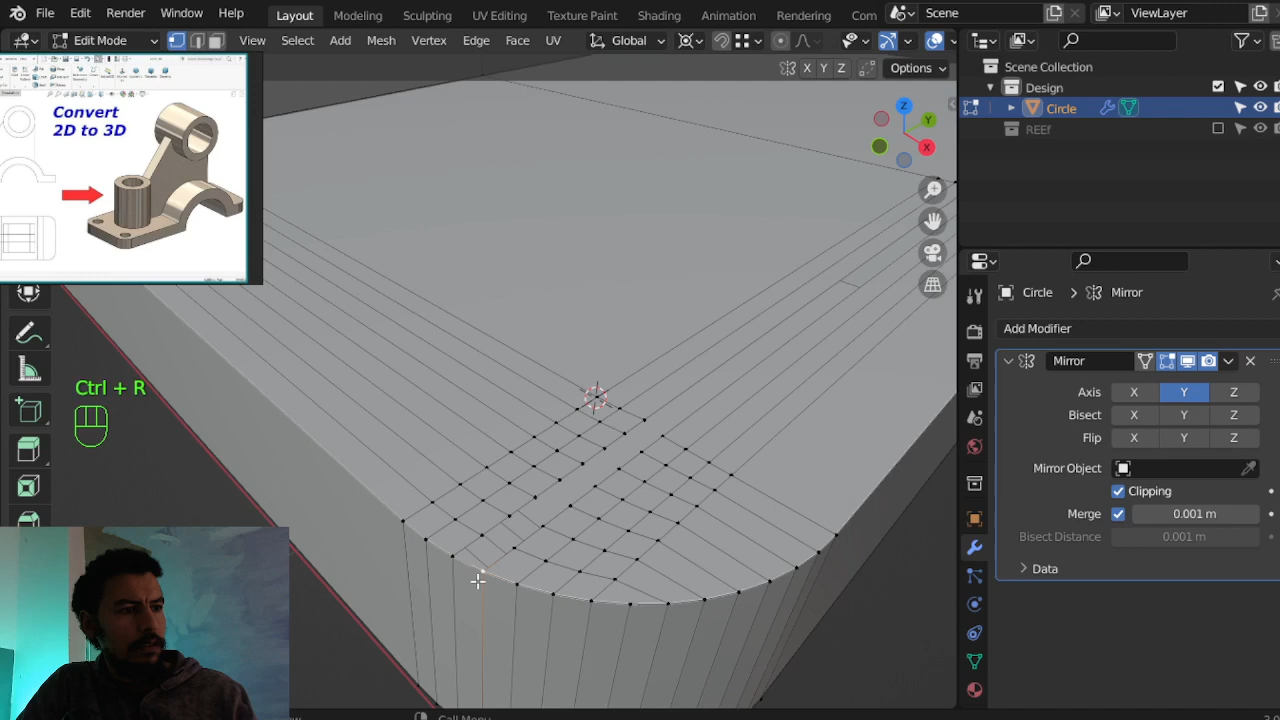 File Edit Render Window Help Layout Modeling Sculpting UV Editing Texture Paint Shading Animation Rendering Com Scene ViewLayer
Edit Mode View Select Add Mesh Vertex Edge Face UV Global
X Y Z Options
Convert
2D to 3D
Z
Y
X
Ctrl + R
Scene Collection
Design
Circle
REEf
Circle > Mirror
Add Modifier
Mirror
Axis X Y Z
Bisect X Y Z
Flip X Y Z
Mirror Object
Clipping
Merge 0.001 m
Bisect Distance 0.001 m
Data